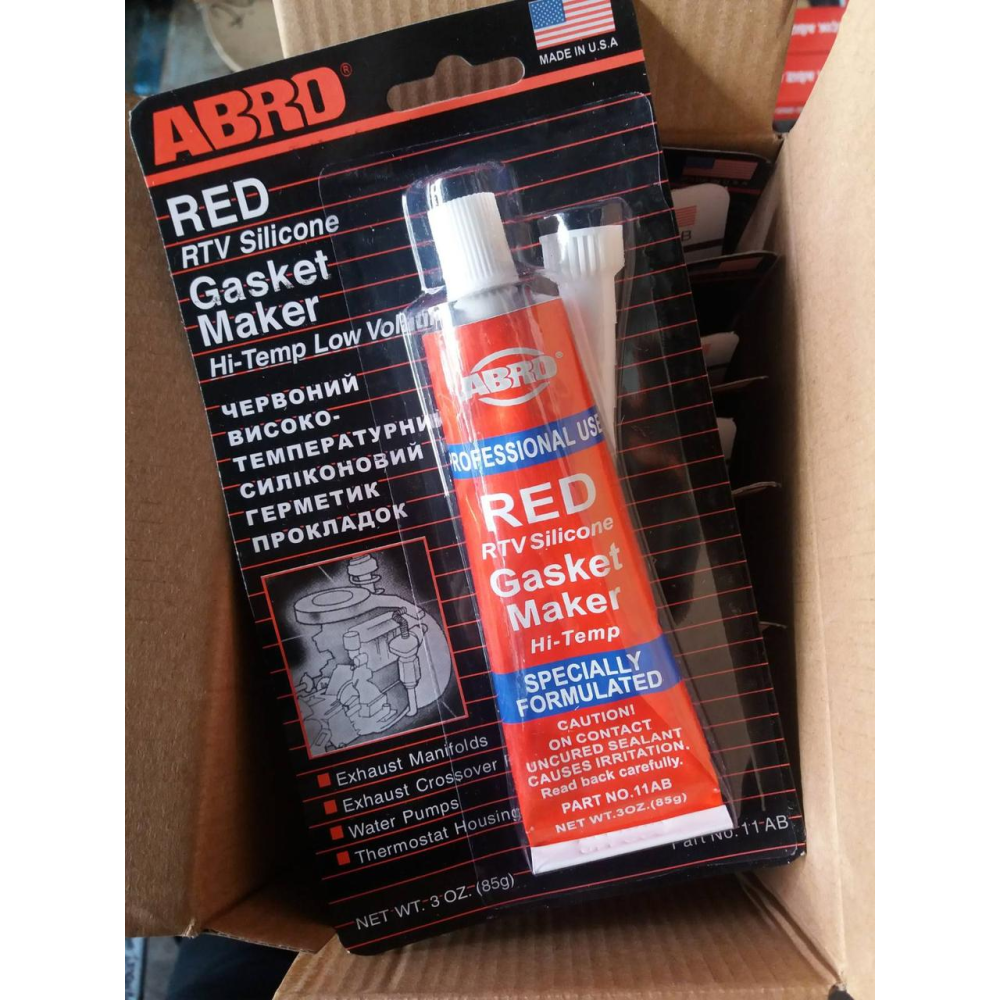 MADE IN U.S.A
ABRO®
RED
RTV Silicone
Gasket
Maker
Hi-Temp Low
ЧЕРВОНИЙ
ВИСОКО-
ТЕМПЕРАТУРНИЙ
СИЛІКОНОВИЙ
ГЕРМЕТИК
ПРОКЛАДОК
Exhaust Manifolds
Exhaust Crossover
Water Pumps
Thermostat Housing
NET WT. 3 OZ. (85g)
Part No. 11AB
ABRO®
PROFESSIONAL USE
RED
RTV Silicone
Gasket
Maker
Hi-Temp
SPECIALLY
FORMULATED
CAUTION!
ON CONTACT
UNCURED SEALANT
CAUSES IRRITATION.
Read back carefully.
PART NO.11AB
NET WT.3OZ.(85g)